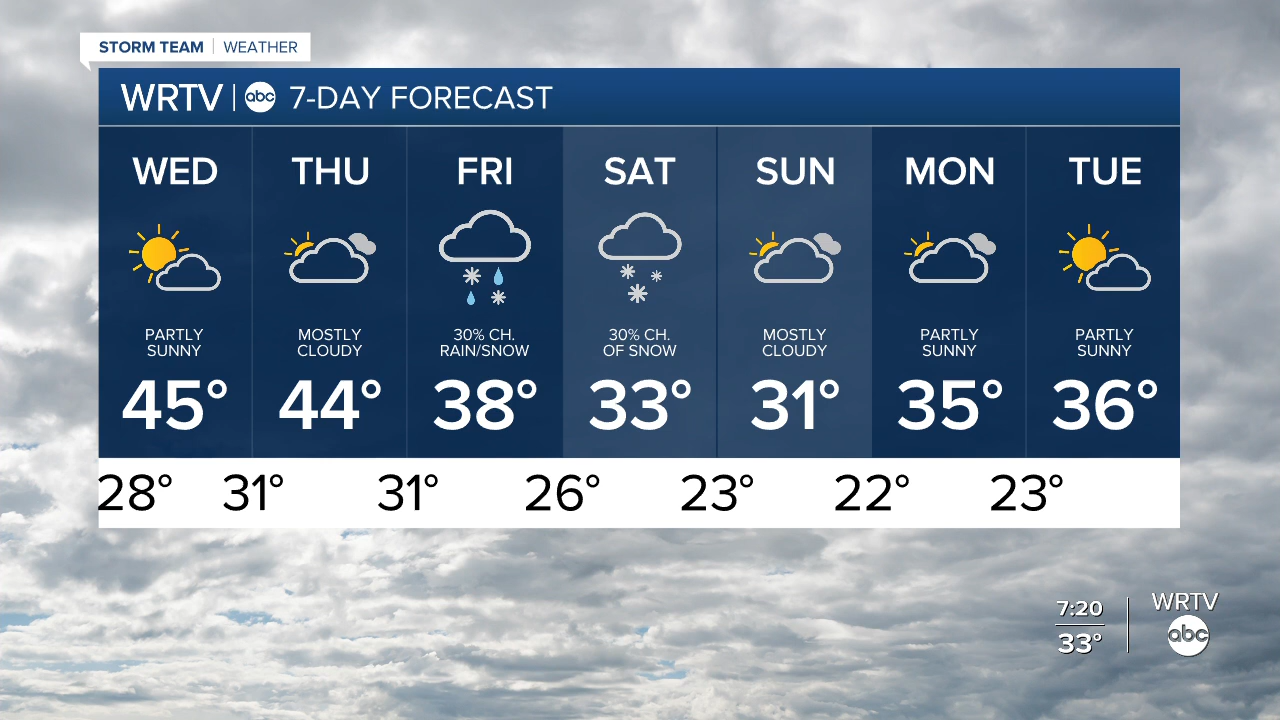 STORM TEAM | WEATHER
WRTV | abc 7-DAY FORECAST
WED THU FRI SAT SUN MON TUE
PARTLY SUNNY MOSTLY CLOUDY 30% CH. RAIN/SNOW 30% CH. OF SNOW MOSTLY CLOUDY PARTLY SUNNY PARTLY SUNNY
45° 44° 38° 33° 31° 35° 36°
28° 31° 31° 26° 23° 22° 23°
7:20
33°
WRTV
abc